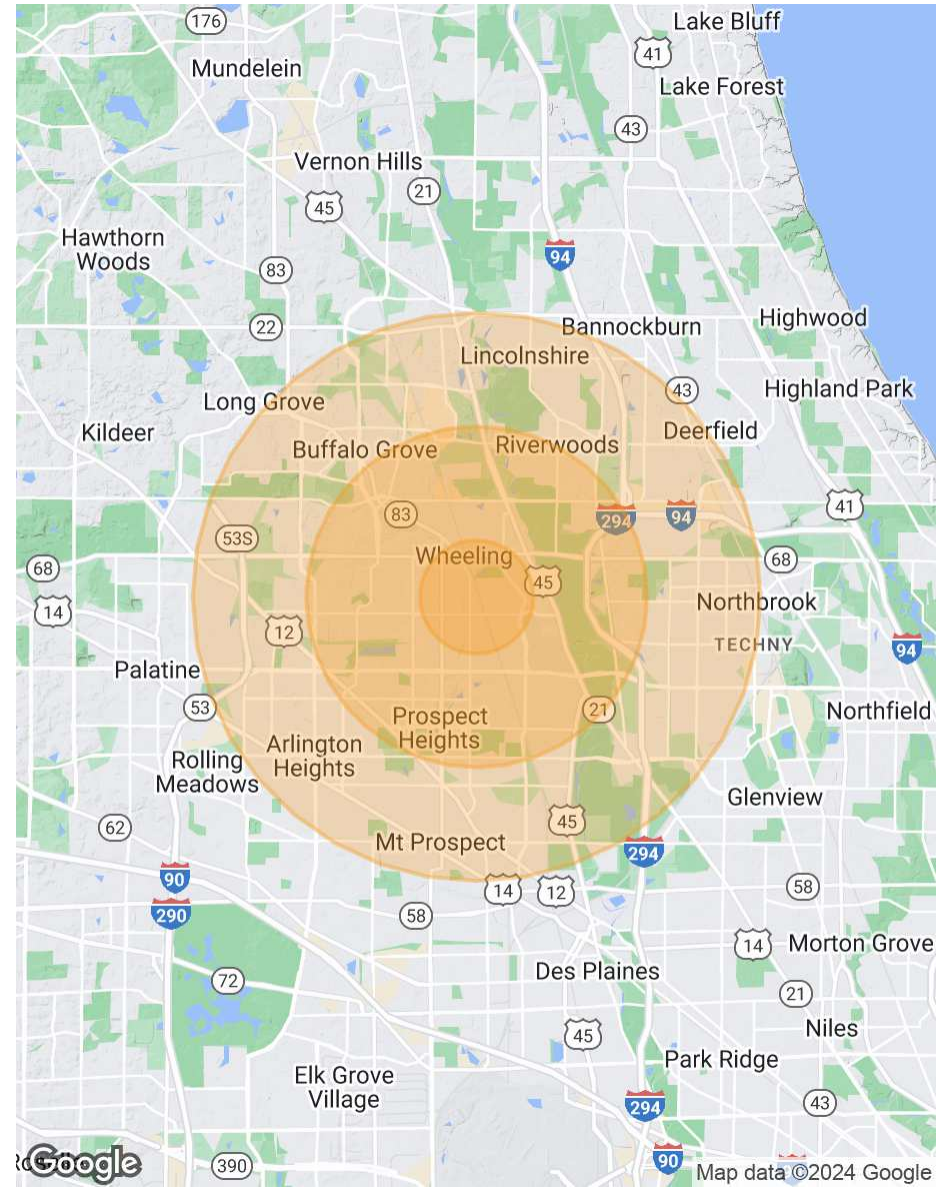 176
Lake Bluff
41
Mundelein
Lake Forest
43
Vernon Hills
21
45
Hawthorn
Woods
94
83
22
Bannockburn
Highwood
Lincolnshire
43
Highland Park
Long Grove
Kildeer
Deerfield
Buffalo Grove
Riverwoods
41
83
294
94
53S
Wheeling
68
68
45
14
Northbrook
12
TECHNY
94
Palatine
53
21
Northfield
Prospect
Heights
Arlington
Heights
Rolling
Meadows
Glenview
62
45
Mt Prospect
294
90
14
12
58
290
58
14
Morton Grove
Des Plaines
72
21
Niles
45
Park Ridge
Elk Grove
Village
294
43
90
Google
390
Map data ©2024 Google